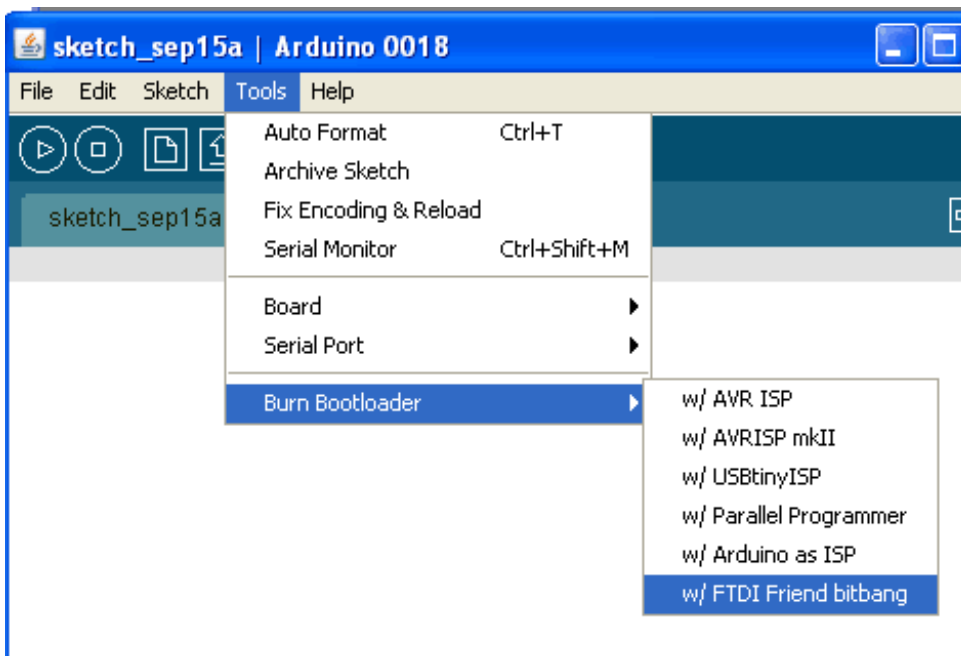 sketch_sep15a | Arduino 0018
File Edit Sketch Tools Help
Auto Format Ctrl+T
Archive Sketch
sketch_sep15a
Fix Encoding & Reload
Serial Monitor Ctrl+Shift+M
Board
Serial Port
Burn Bootloader
w/ AVR ISP
w/ AVRISP mkII
w/ USBtinyISP
w/ Parallel Programmer
w/ Arduino as ISP
w/ FTDI Friend bitbang